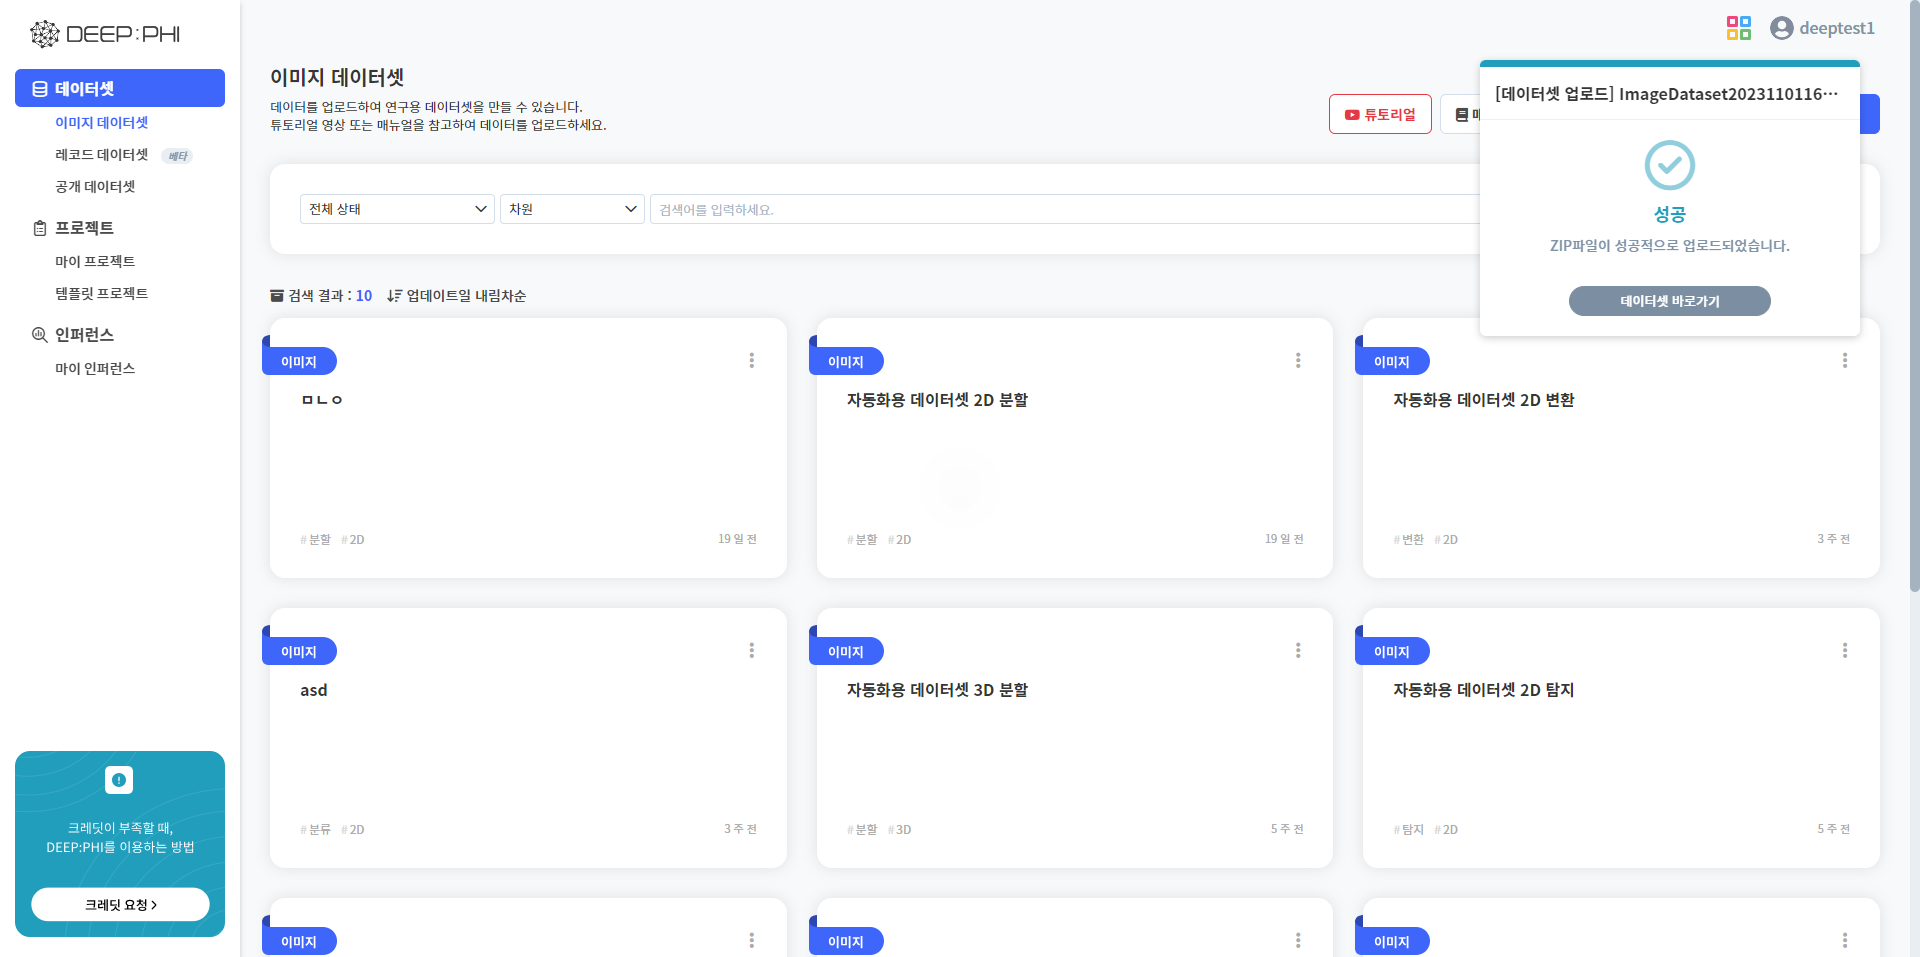 DEEP:PHI
데이터셋
이미지 데이터셋
레코드 데이터셋 베타
공개 데이터셋
프로젝트
마이 프로젝트
템플릿 프로젝트
인퍼런스
마이 인퍼런스
크레딧이 부족할 때,
DEEP:PHI를 이용하는 방법
크레딧 요청
deeptest1
이미지 데이터셋
데이터를 업로드하여 연구용 데이터셋을 만들 수 있습니다.
튜토리얼 영상 또는 매뉴얼을 참고하여 데이터를 업로드하세요.
튜토리얼
[데이터셋 업로드] ImageDataset2023110116…
성공
ZIP파일이 성공적으로 업로드되었습니다.
데이터셋 바로가기
전체 상태 차원 검색어를 입력하세요.
검색 결과 : 10 업데이트일 내림차순
이미지 이미지 이미지
ㅁㄴㅇ 자동화용 데이터셋 2D 분할 자동화용 데이터셋 2D 변환
#분할 #2D 19 일 전 #분할 #2D 19 일 전 #변환 #2D 3 주 전
이미지 이미지 이미지
asd 자동화용 데이터셋 3D 분할 자동화용 데이터셋 2D 탐지
#분류 #2D 3 주 전 #분할 #3D 5 주 전 #탐지 #2D 5 주 전
이미지 이미지 이미지